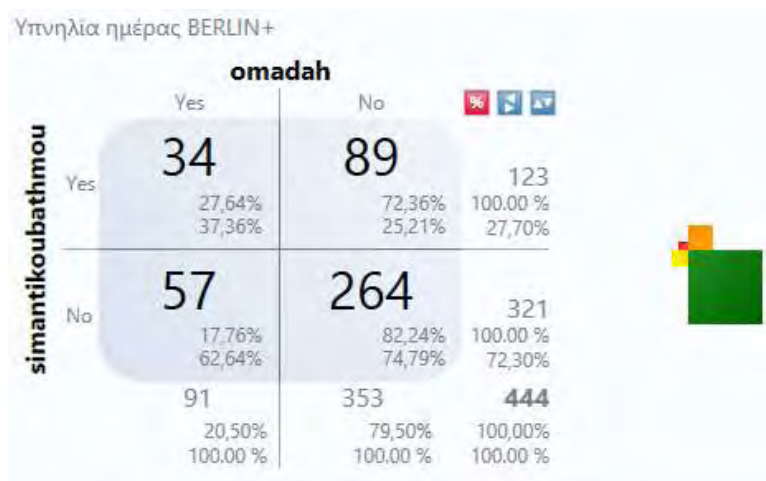 Υπνηλία ημέρας BERLIN+
omadah
Yes No %
simantikoubathmou
Yes 34 89 123
27,64% 72,36% 100.00 %
37,36% 25,21% 27,70%
No 57 264 321
17,76% 82,24% 100.00 %
62,64% 74,79% 72,30%
91 353 444
20,50% 79,50% 100,00%
100.00 % 100,00 % 100.00 %